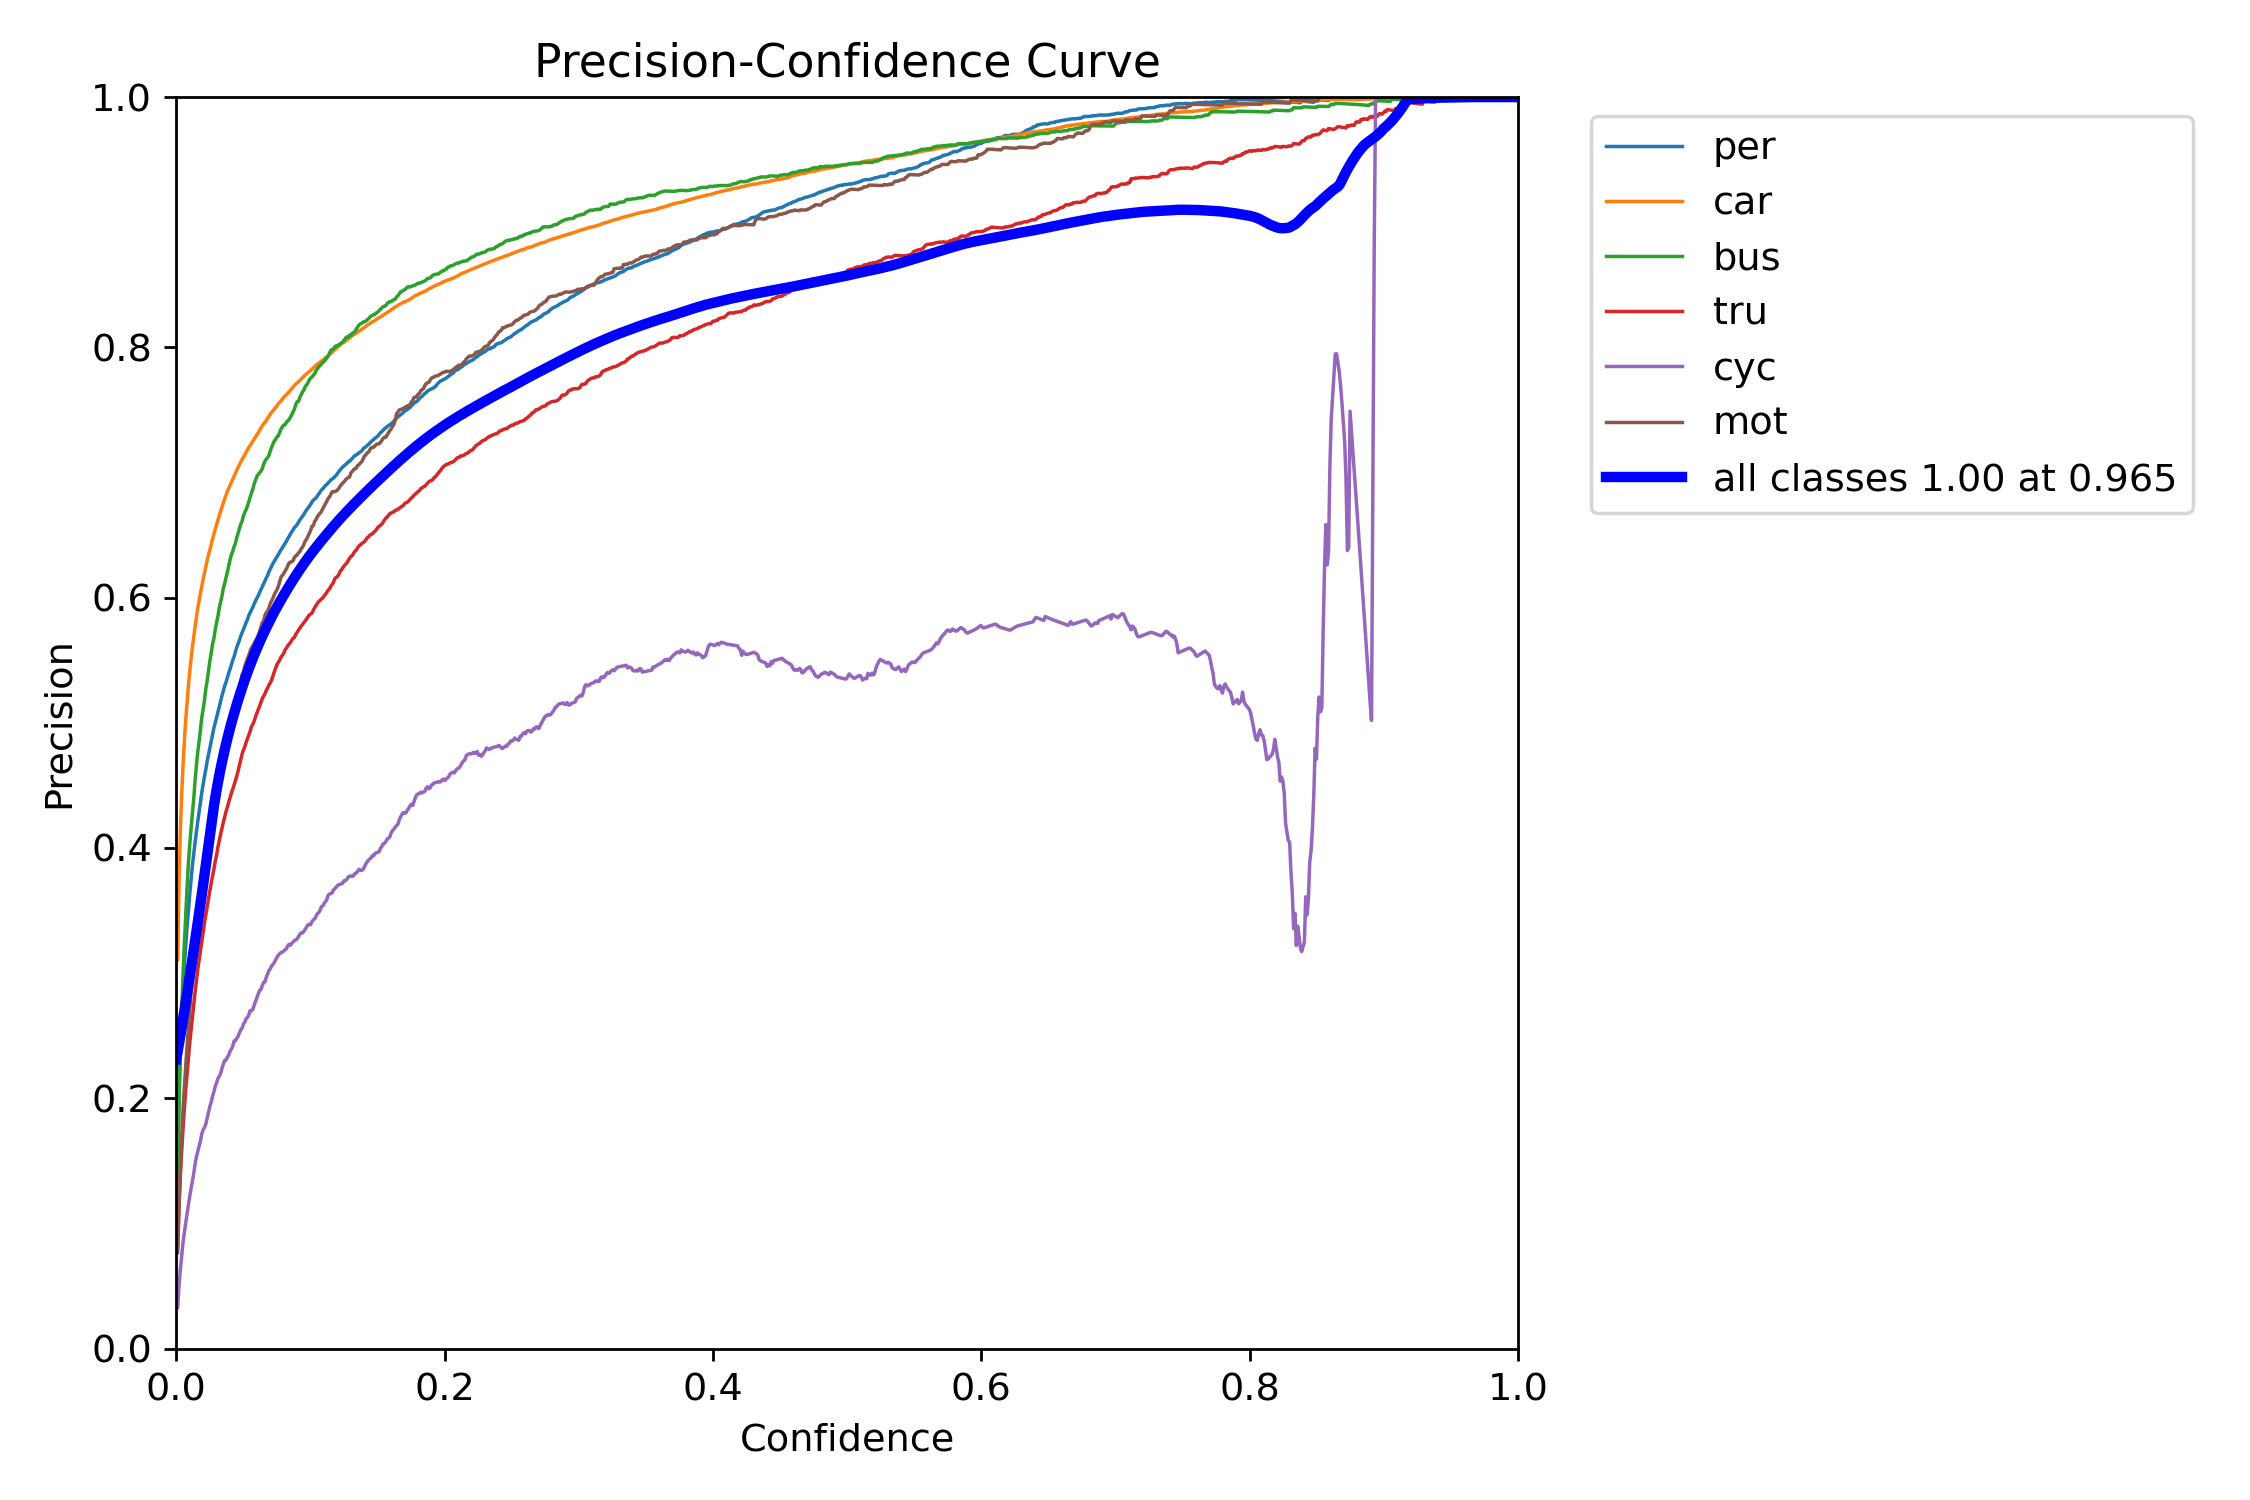 Precision-Confidence Curve
1.0
0.8
0.6
0.4
0.2
0.0
Precision
0.0 0.2 0.4 0.6 0.8 1.0
Confidence
per
car
bus
tru
cyc
mot
all classes 1.00 at 0.965